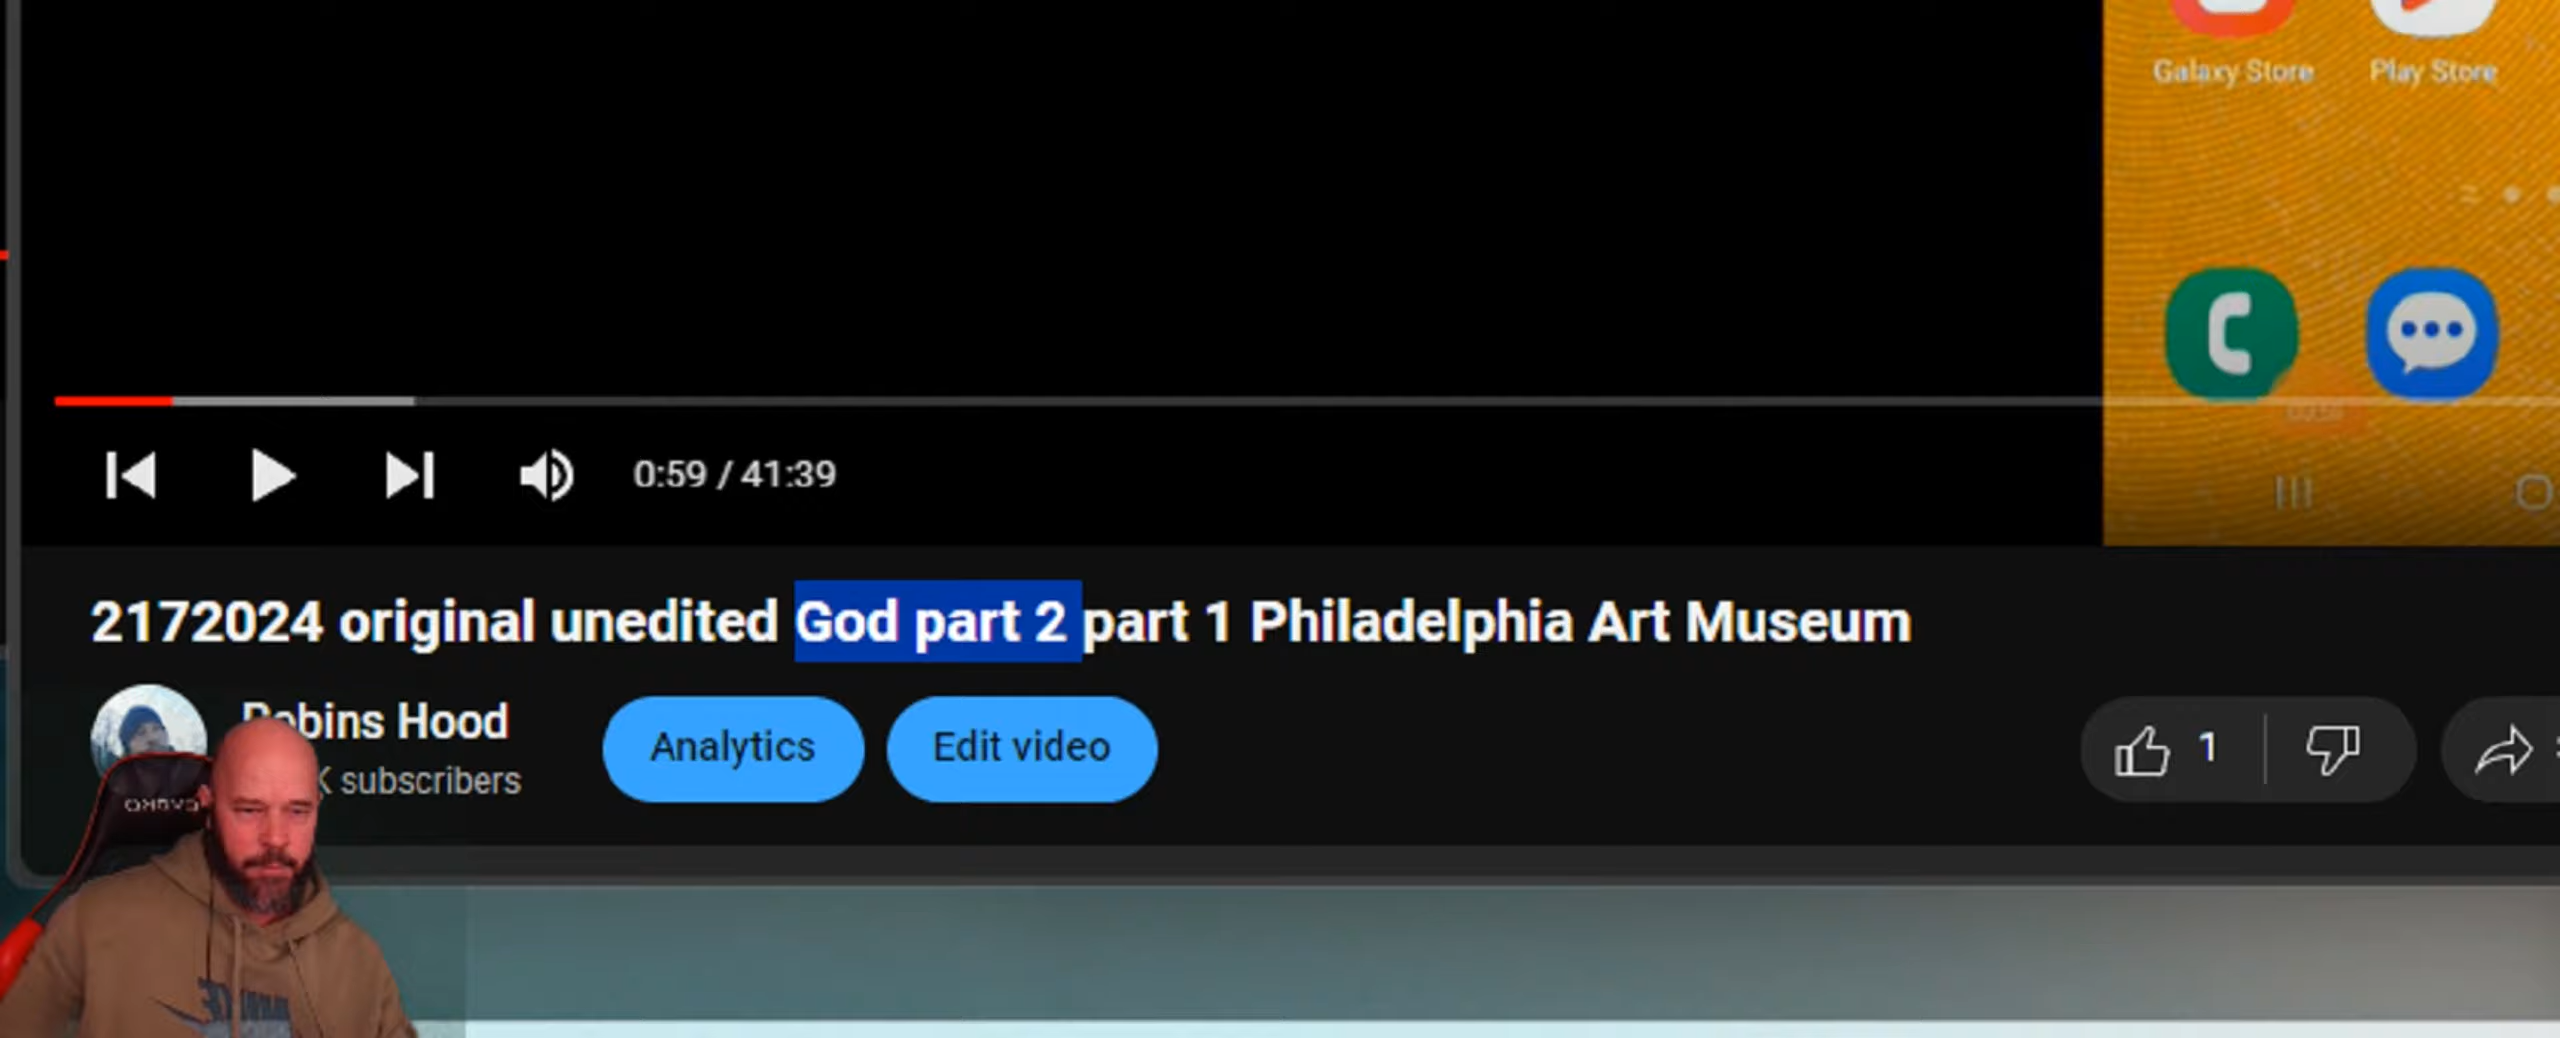 Galaxy Store Play Store
0:59 / 41:39
2172024 original unedited God part 2 part 1 Philadelphia Art Museum
Robins Hood
Analytics
Edit video
1
K subscribers